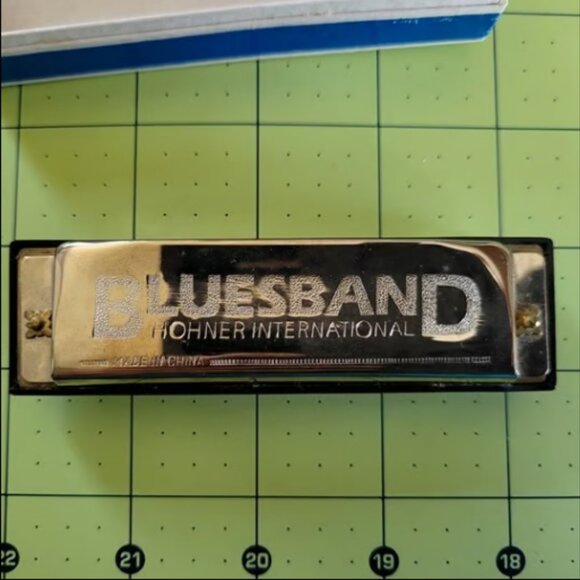 BLUESBAND
HOHNER INTERNATIONAL
MADE IN CHINA
22 21 20 19 18